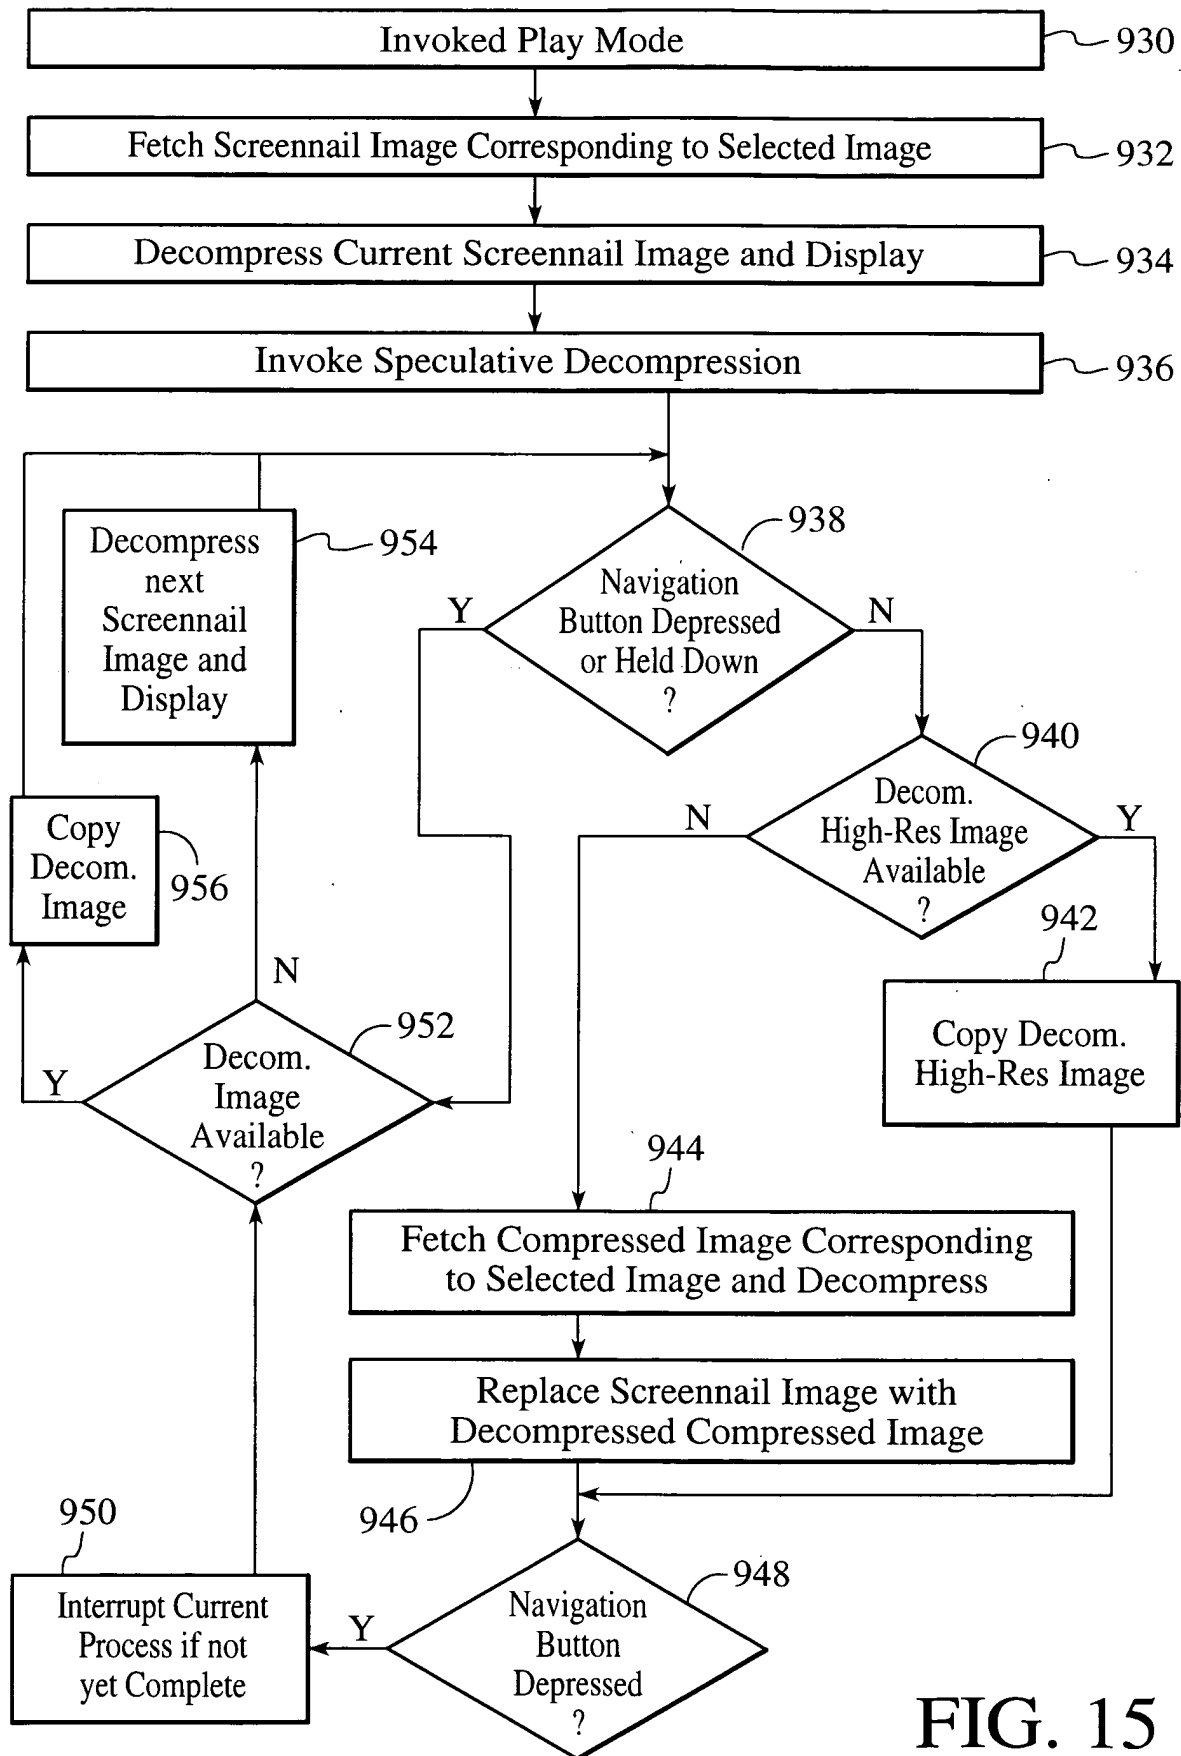 Invoked Play Mode
930
Fetch Screennail Image Corresponding to Selected Image
932
Decompress Current Screennail Image and Display
934
Invoke Speculative Decompression
936
Decompress
next
Screennail
Image and
Display
954
938
Navigation
Button Depressed
or Held Down
?
Y
N
940
Decom.
High-Res Image
Available
?
N
Y
Copy
Decom.
Image
956
942
Copy Decom.
High-Res Image
N
952
Decom.
Image
Available
?
Y
944
Fetch Compressed Image Corresponding
to Selected Image and Decompress
Replace Screennail Image with
Decompressed Compressed Image
946
950
Interrupt Current
Process if not
yet Complete
Y
948
Navigation
Button
Depressed
?
FIG. 15